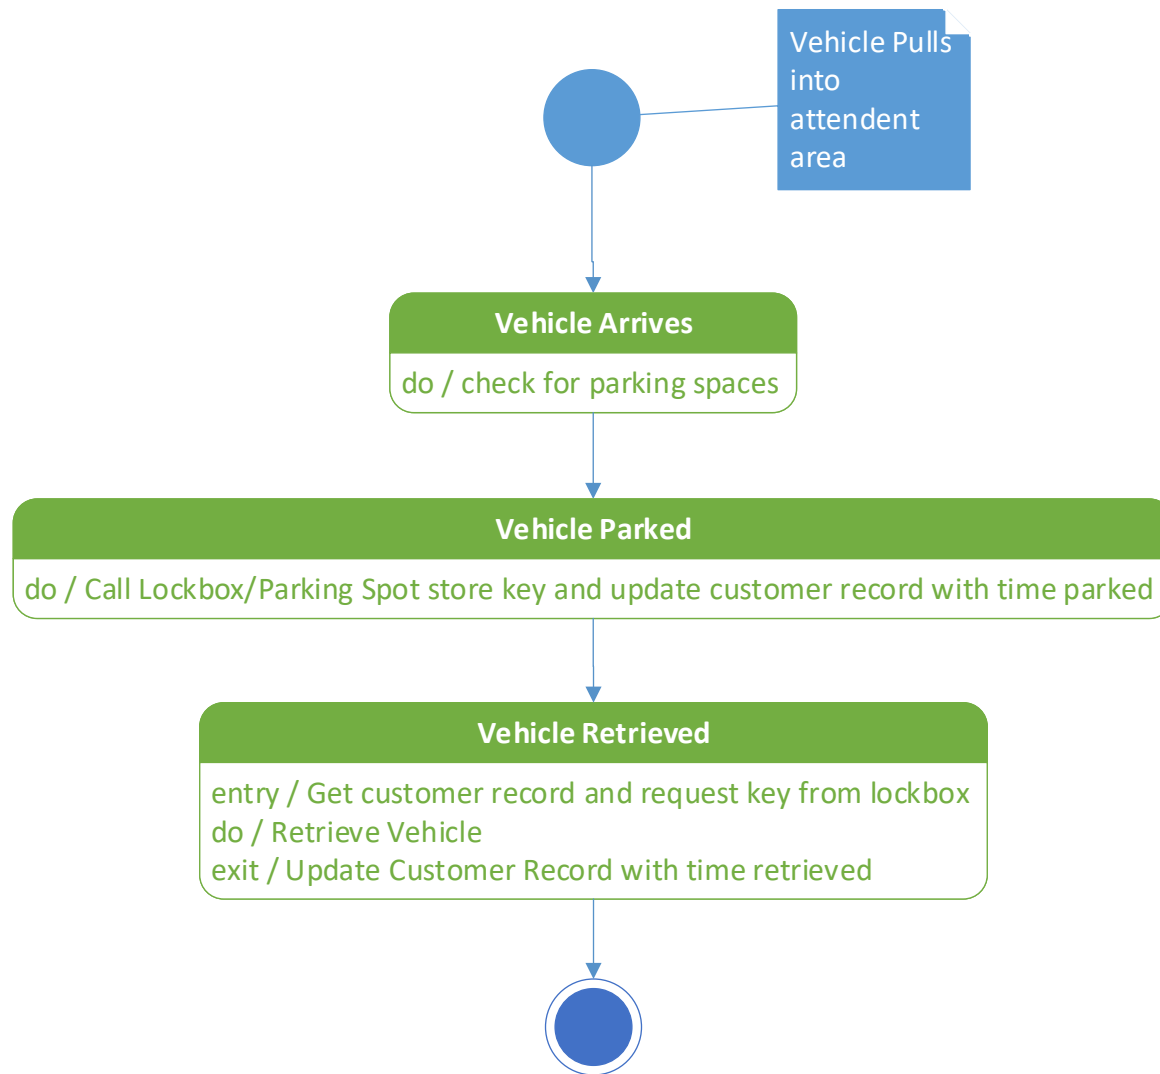 Vehicle Pulls
into
attendent
area
Vehicle Arrives
do / check for parking spaces
Vehicle Parked
do / Call Lockbox/Parking Spot store key and update customer record with time parked
Vehicle Retrieved
entry / Get customer record and request key from lockbox
do / Retrieve Vehicle
exit / Update Customer Record with time retrieved